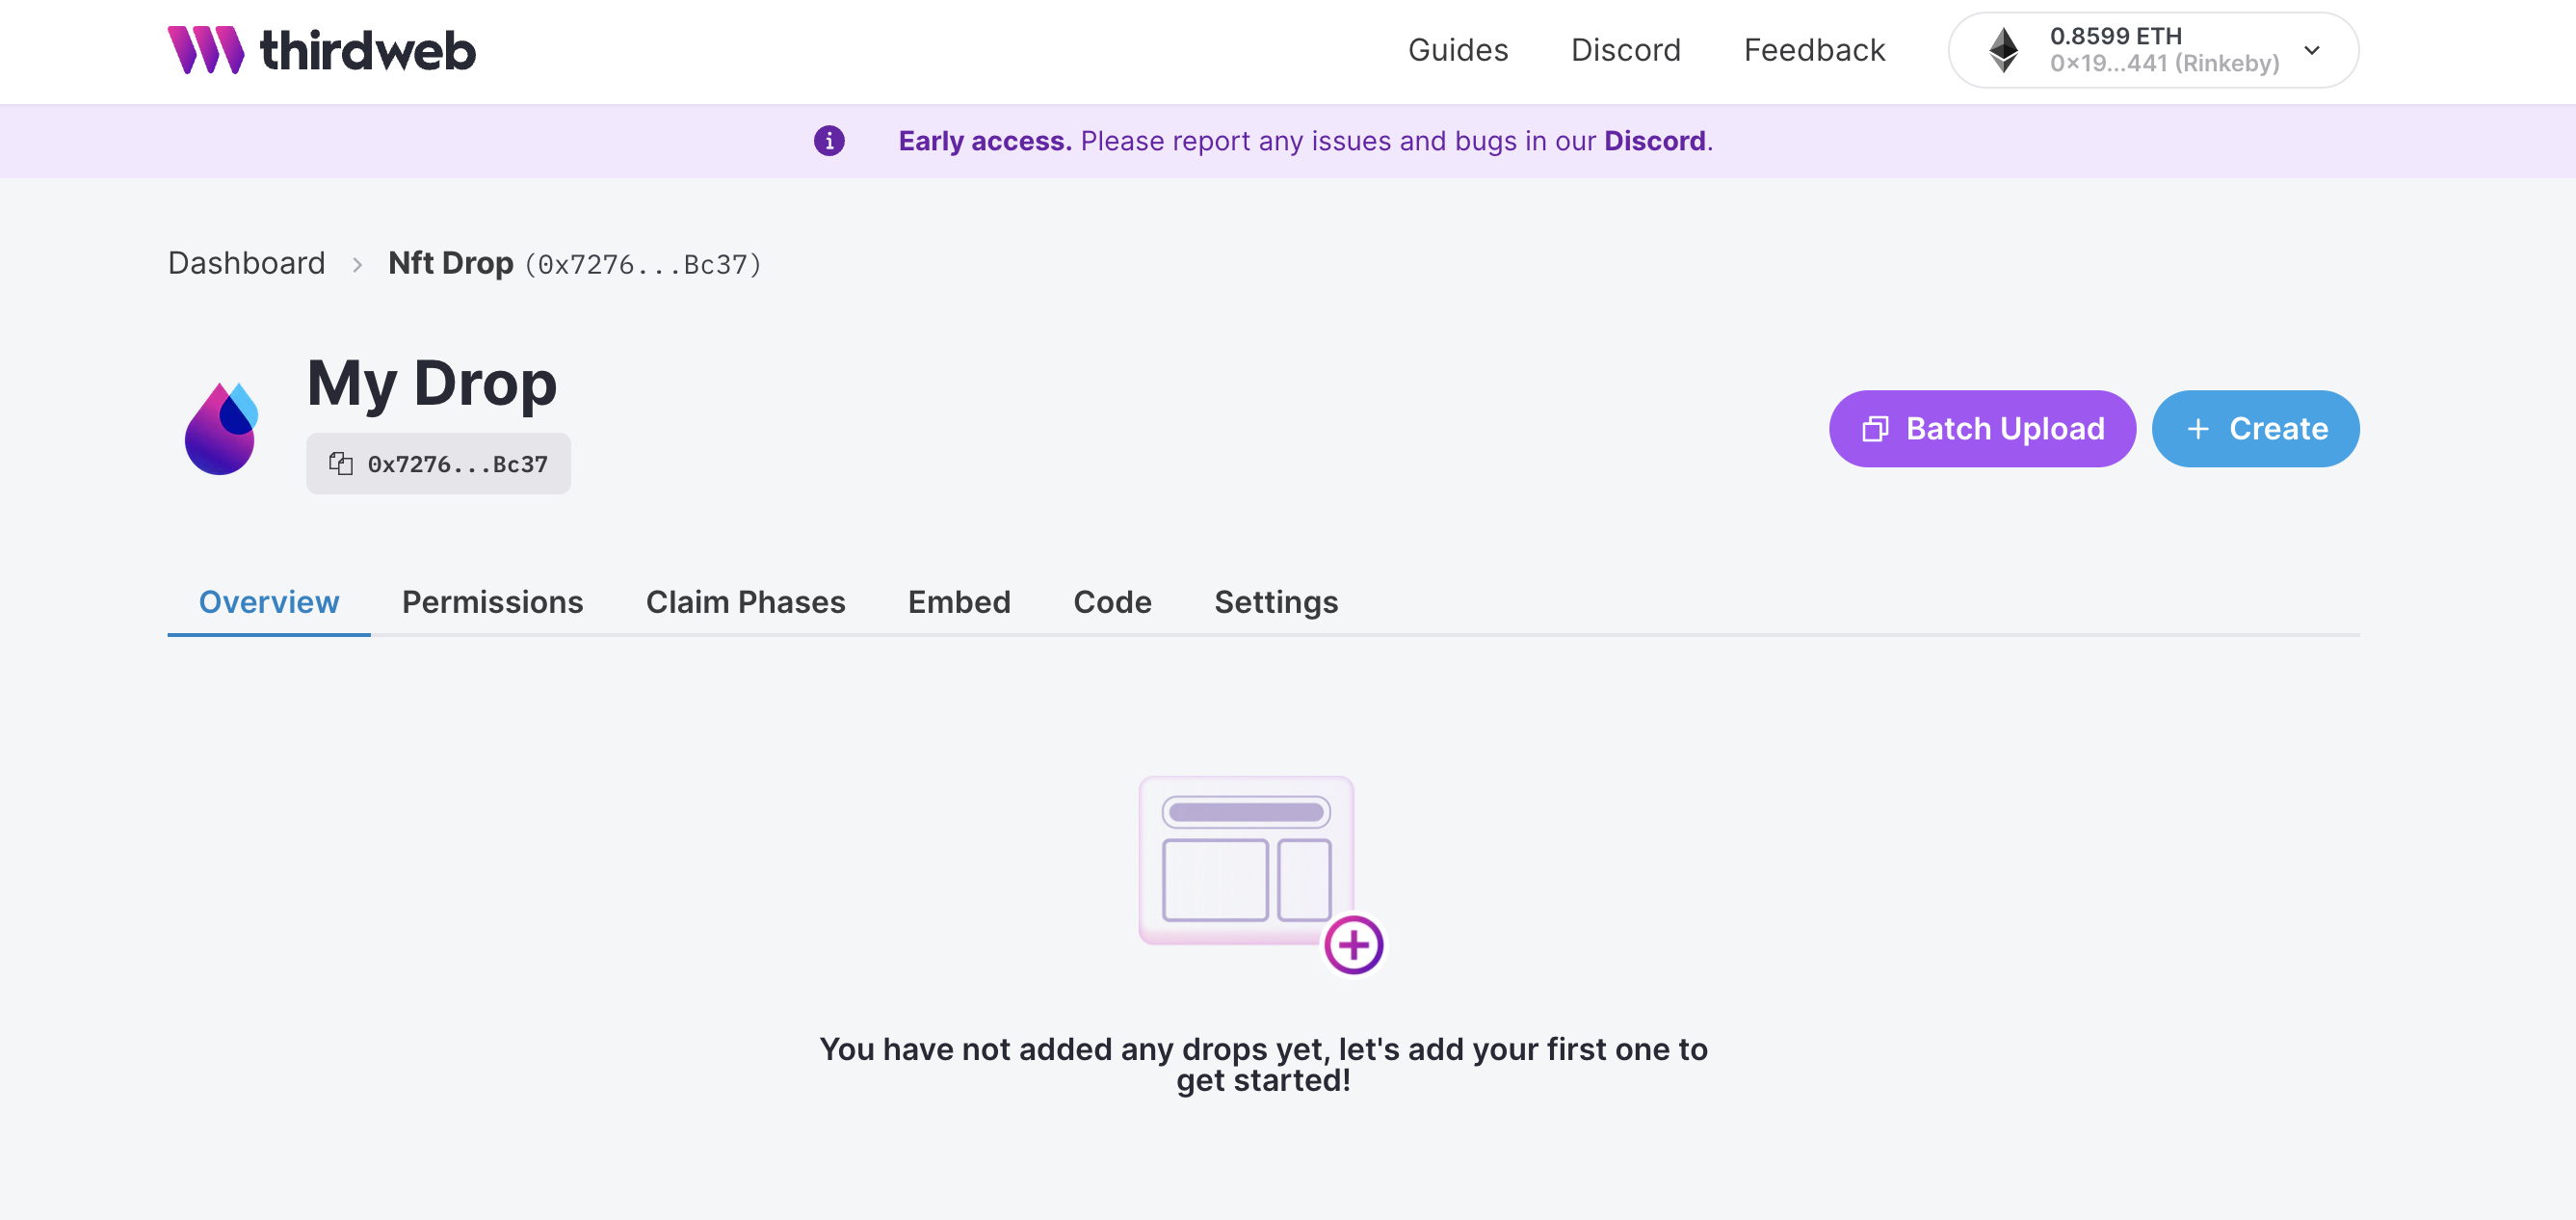 thirdweb
Guides Discord Feedback
0.8599 ETH
0x19...441 (Rinkeby)
Early access. Please report any issues and bugs in our Discord.
Dashboard > Nft Drop (0x7276...Bc37)
My Drop
0x7276...Bc37
Batch Upload
+ Create
Overview Permissions Claim Phases Embed Code Settings
You have not added any drops yet, let's add your first one to
get started!